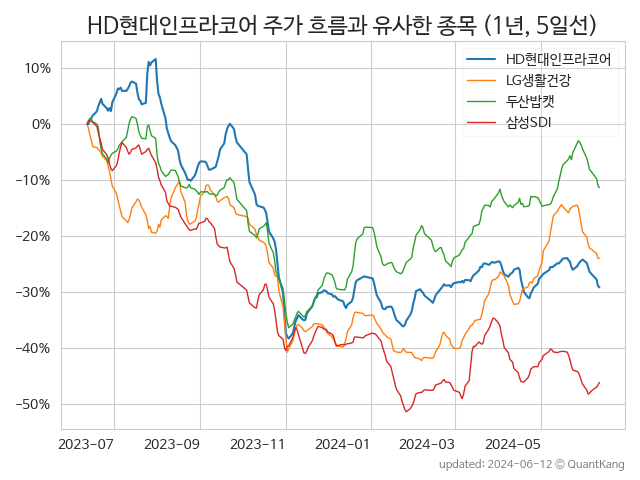 HD현대인프라코어 주가 흐름과 유사한 종목 (1년, 5일선)
HD현대인프라코어
LG생활건강
두산밥캣
삼성SDI
10%
0%
−10%
−20%
−30%
−40%
−50%
2023-07 2023-09 2023-11 2024-01 2024-03 2024-05
updated: 2024-06-12 © QuantKang